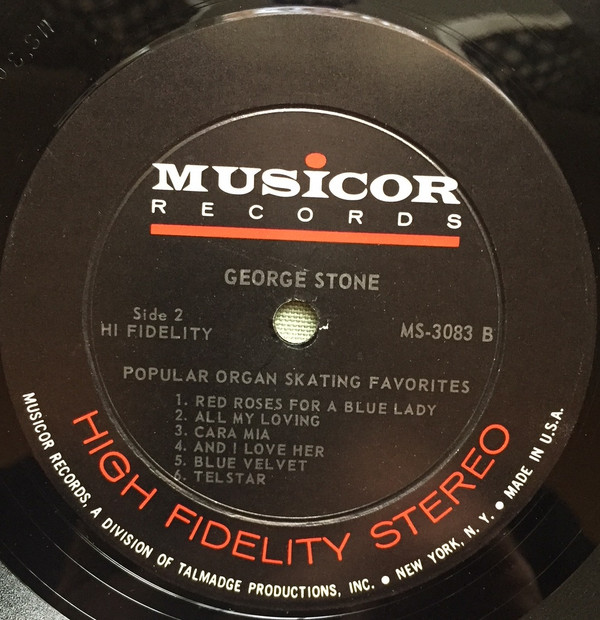 MUSICOR
RECORDS
GEORGE STONE
Side 2
HI FIDELITY
MS-3083 B
POPULAR ORGAN SKATING FAVORITES
1. RED ROSES FOR A BLUE LADY
2. ALL MY LOVING
3. CARA MIA
4. AND I LOVE HER
5. BLUE VELVET
6. TELSTAR
HIGH FIDELITY STEREO
MUSICOR RECORDS, A DIVISION OF TALMADGE PRODUCTIONS, INC. ● NEW YORK, N. Y. ● MADE IN U.S.A.